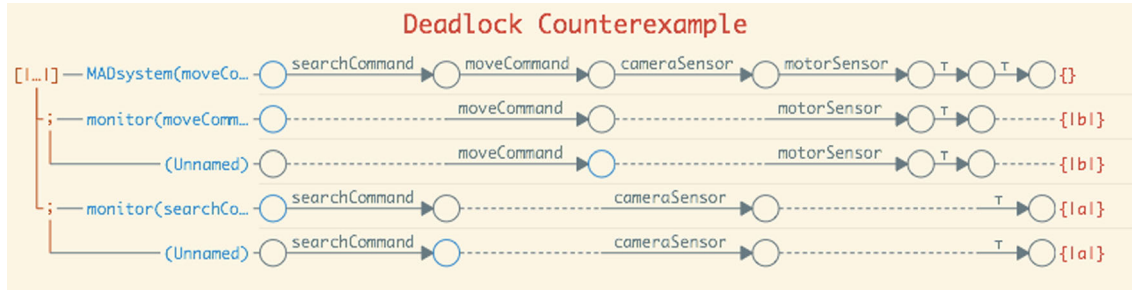 Deadlock Counterexample
[|…|] MADsystem(moveCo… searchCommand moveCommand cameraSensor motorSensor τ τ {}
; monitor(moveComm… moveCommand motorSensor τ {|b|}
(Unnamed) moveCommand motorSensor τ {|b|}
; monitor(searchCo… searchCommand cameraSensor τ {|a|}
(Unnamed) searchCommand cameraSensor τ {|a|}